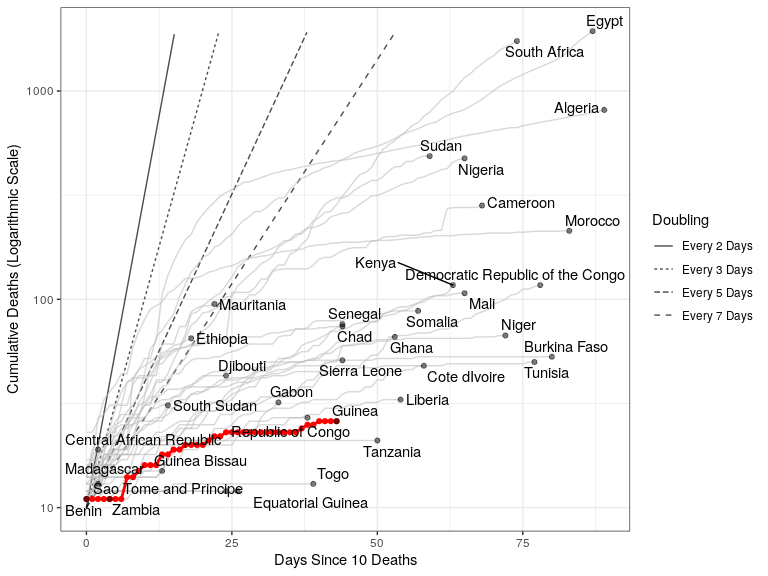 Egypt
South Africa
1000
Algeria
Sudan
Nigeria
Cameroon
Morocco
Kenya
Democratic Republic of the Congo
100
Mauritania
Mali
Senegal
Somalia
Chad
Niger
Ethiopia
Ghana
Burkina Faso
Djibouti
Sierra Leone
Cote dIvoire
Tunisia
Gabon
South Sudan
Liberia
Guinea
Republic of Congo
Central African Republic
Tanzania
Guinea Bissau
Madagascar
Togo
Sao Tome and Principe
Equatorial Guinea
10
Benin
Zambia
0
25
50
75
Days Since 10 Deaths
Cumulative Deaths (Logarithmic Scale)
Doubling
Every 2 Days
Every 3 Days
Every 5 Days
Every 7 Days